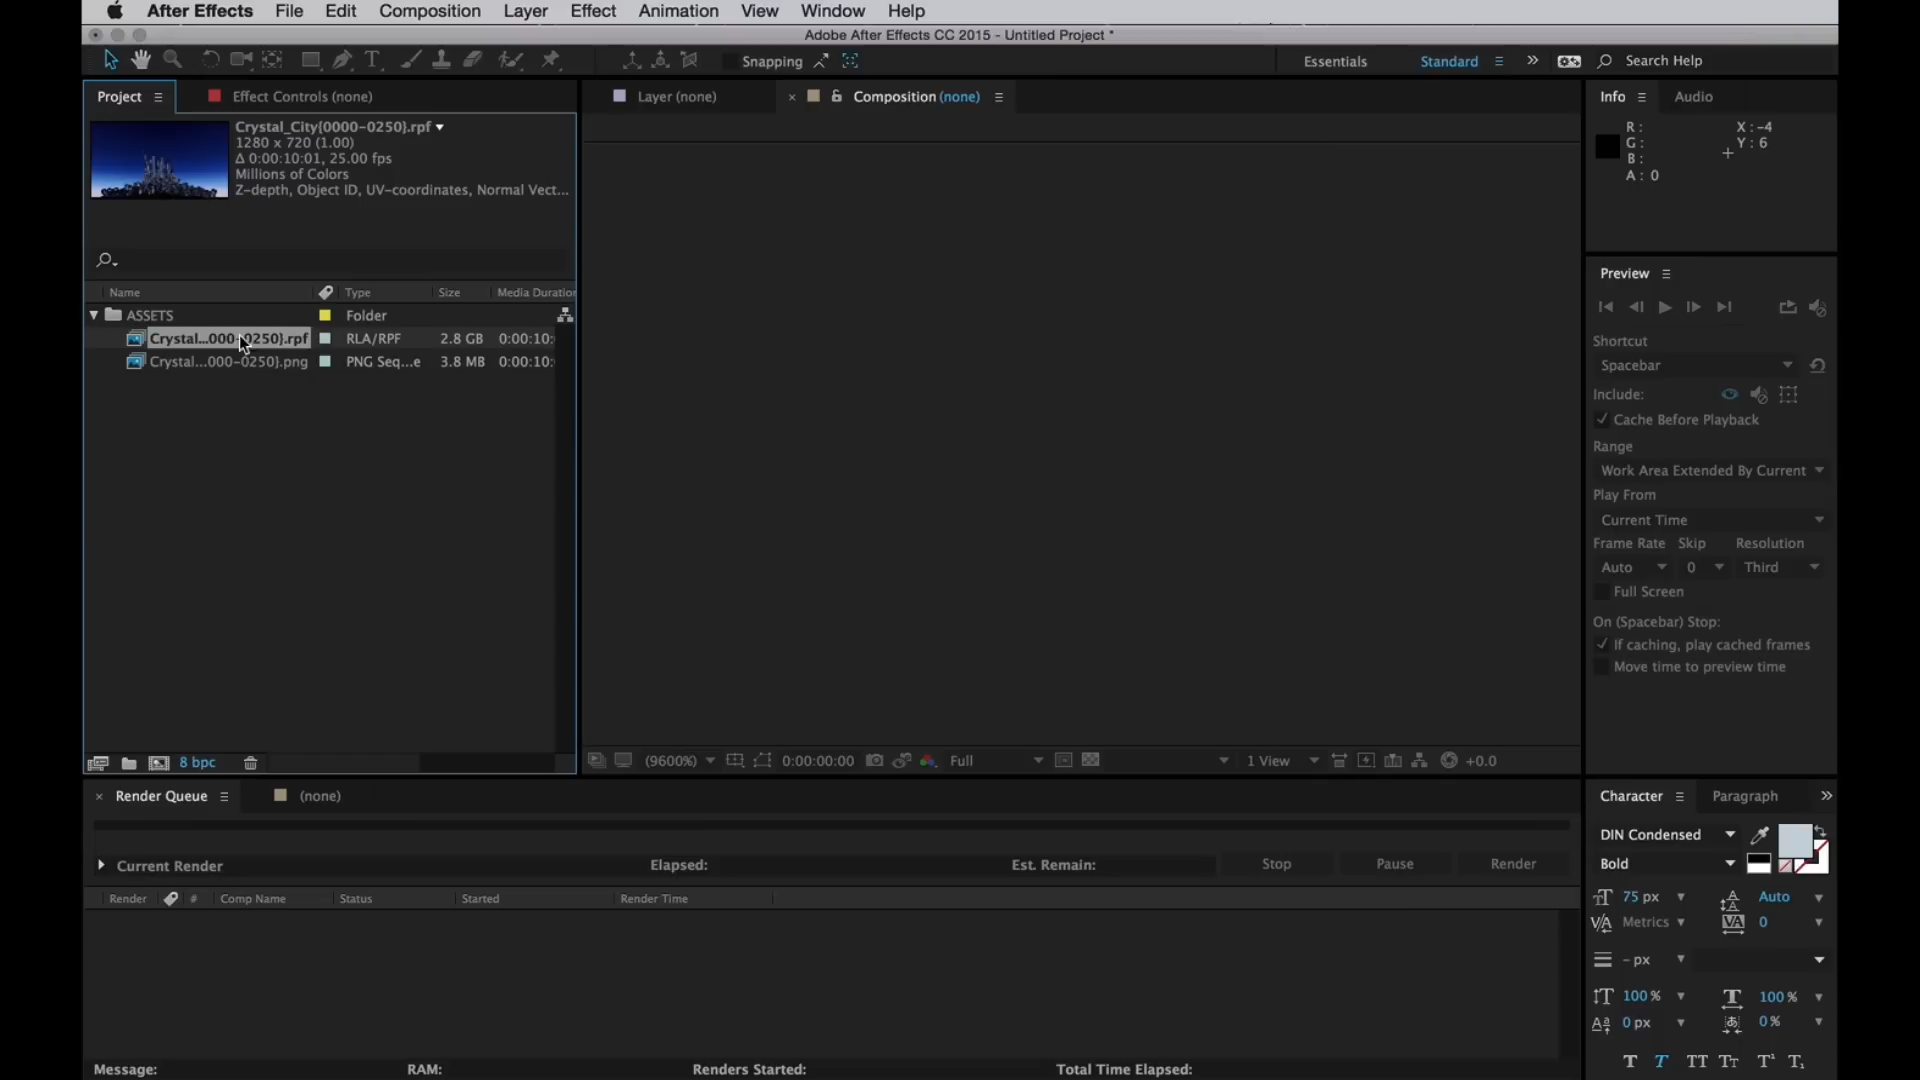 After Effects File Edit Composition Layer Effect Animation View Window Help
Adobe After Effects CC 2015 - Untitled Project *
Snapping Essentials Standard Search Help
Project Effect Controls (none) Layer (none) Composition (none) Info Audio
Crystal_City{0000-0250}.rpf
1280 x 720 (1.00)
Δ 0:00:10:01, 25.00 fps
Millions of Colors
Z-depth, Object ID, UV-coordinates, Normal Vect...
R: X: -4
G: Y: 6
B:
A: 0
Name Type Size Media Duration
ASSETS Folder
Crystal...000-0250}.rpf RLA/RPF 2.8 GB 0:00:10:
Crystal...000-0250}.png PNG Seq...e 3.8 MB 0:00:10:
Preview
Shortcut
Spacebar
Include:
Cache Before Playback
Range
Work Area Extended By Current
Play From
Current Time
Frame Rate Skip Resolution
Auto 0 Third
Full Screen
On (Spacebar) Stop:
If caching, play cached frames
Move time to preview time
8 bpc (9600%) 0:00:00:00 Full 1 View +0.0
Render Queue (none)
Current Render Elapsed: Est. Remain: Stop Pause Render
Render # Comp Name Status Started Render Time
Message: RAM: Renders Started: Total Time Elapsed:
Character Paragraph
DIN Condensed
Bold
75 px Auto
Metrics 0
- px
100 % 100 %
0 px 0 %
T T TT Tt T¹ T₁